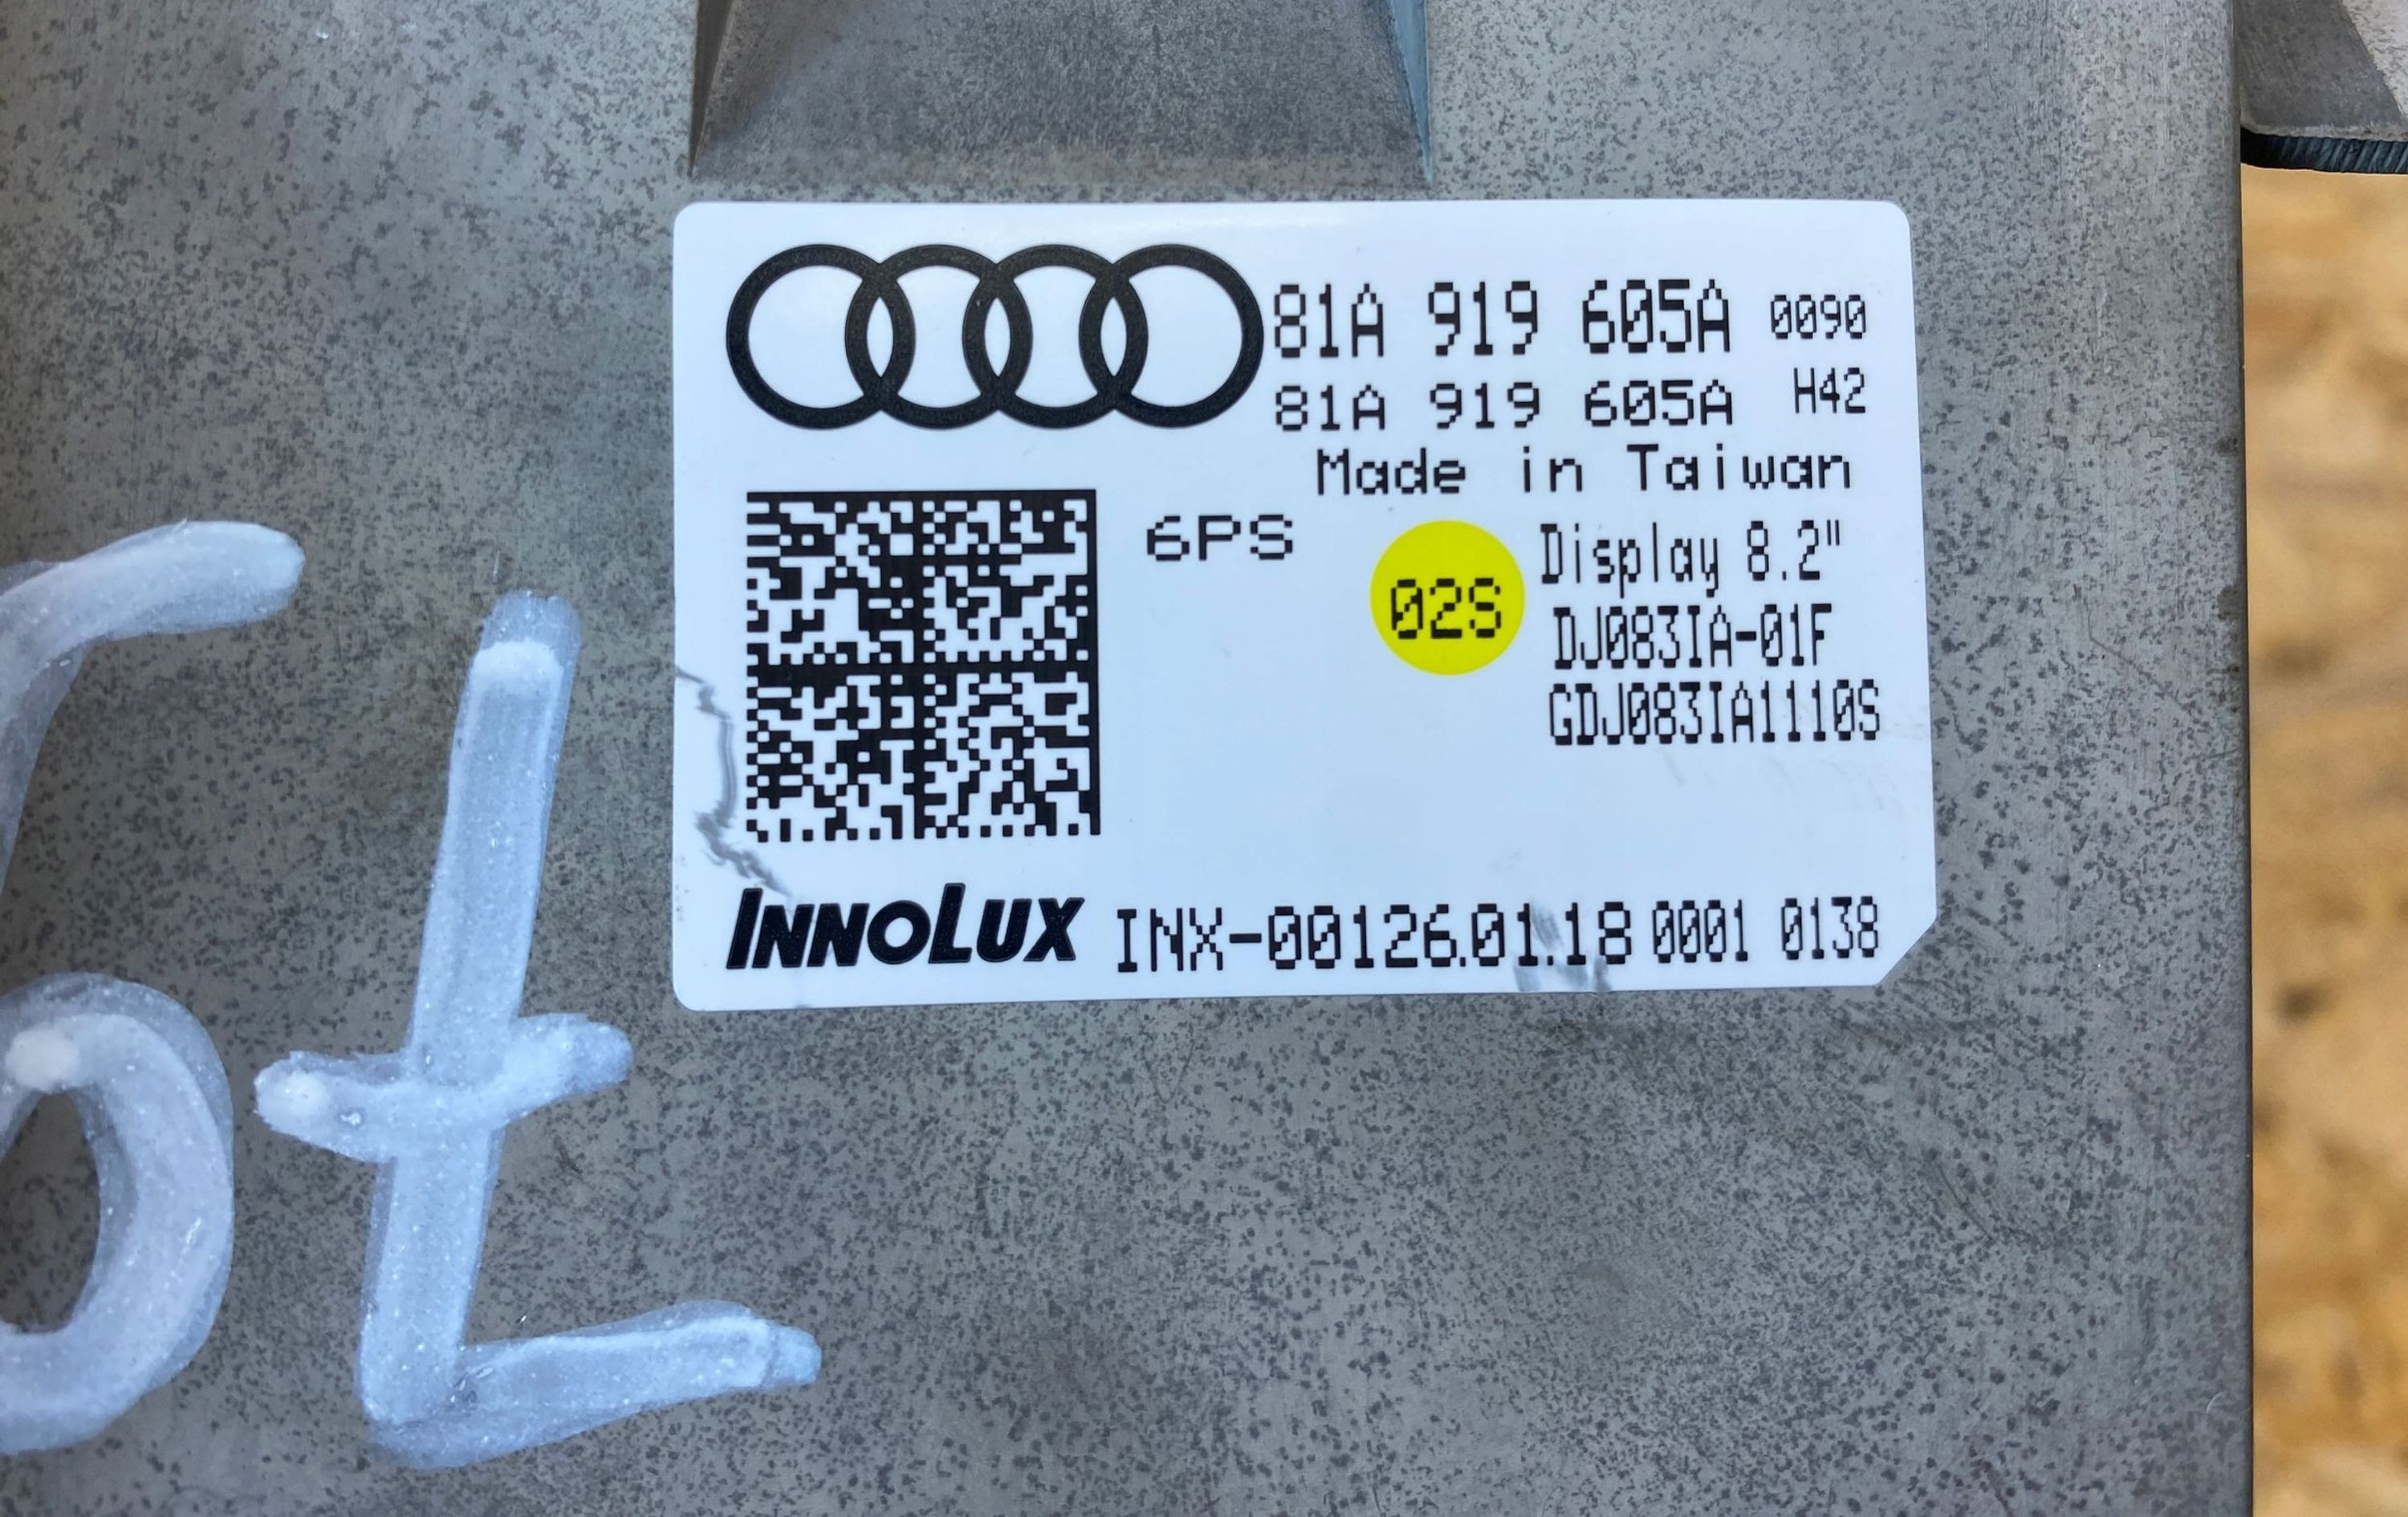 81A 919 605A 0090
81A 919 605A H42
Made in Taiwan
6PS
02S
Display 8.2"
DJ083IA-01F
GDJ083IA1110S
INNOLUX INX-00126.01.18 0001 0138